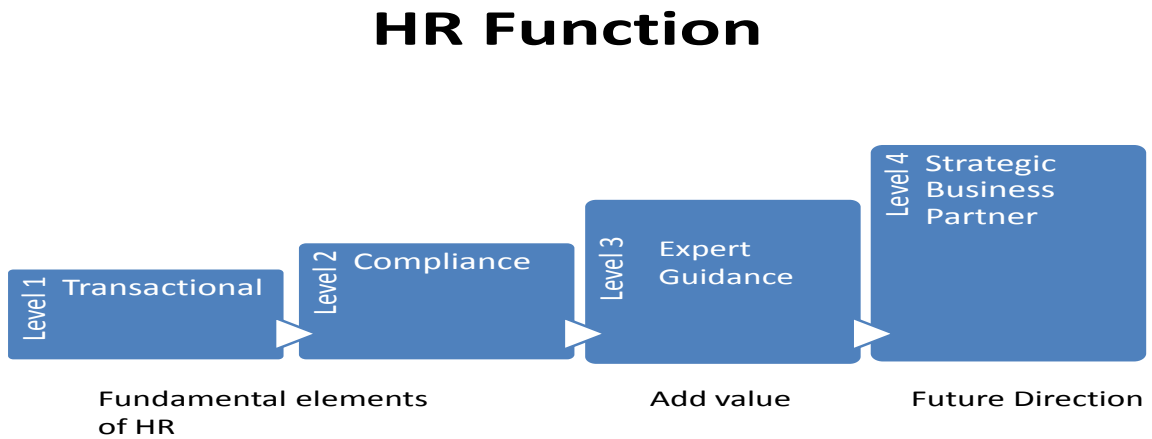 HR Function
Level 1
Transactional
Level 2
Compliance
Level 3
Expert
Guidance
Level 4
Strategic
Business
Partner
Fundamental elements
of HR
Add value
Future Direction